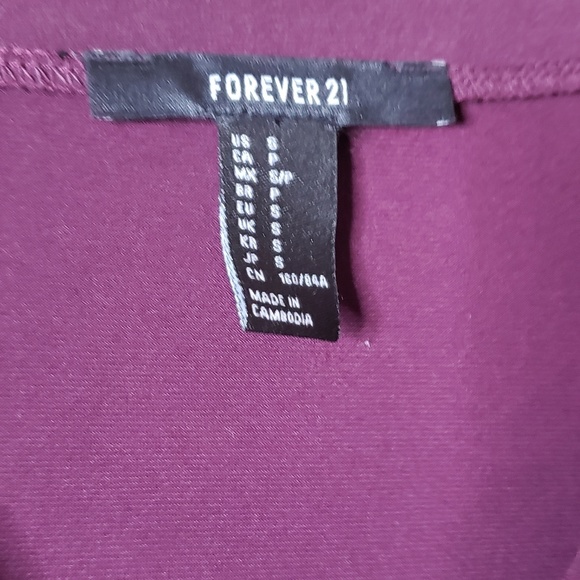 FOREVER 21
US S
CA P
MX S/P
BR P
EU S
UK S
KR S
JP S
CN 160/84A
MADE IN
CAMBODIA